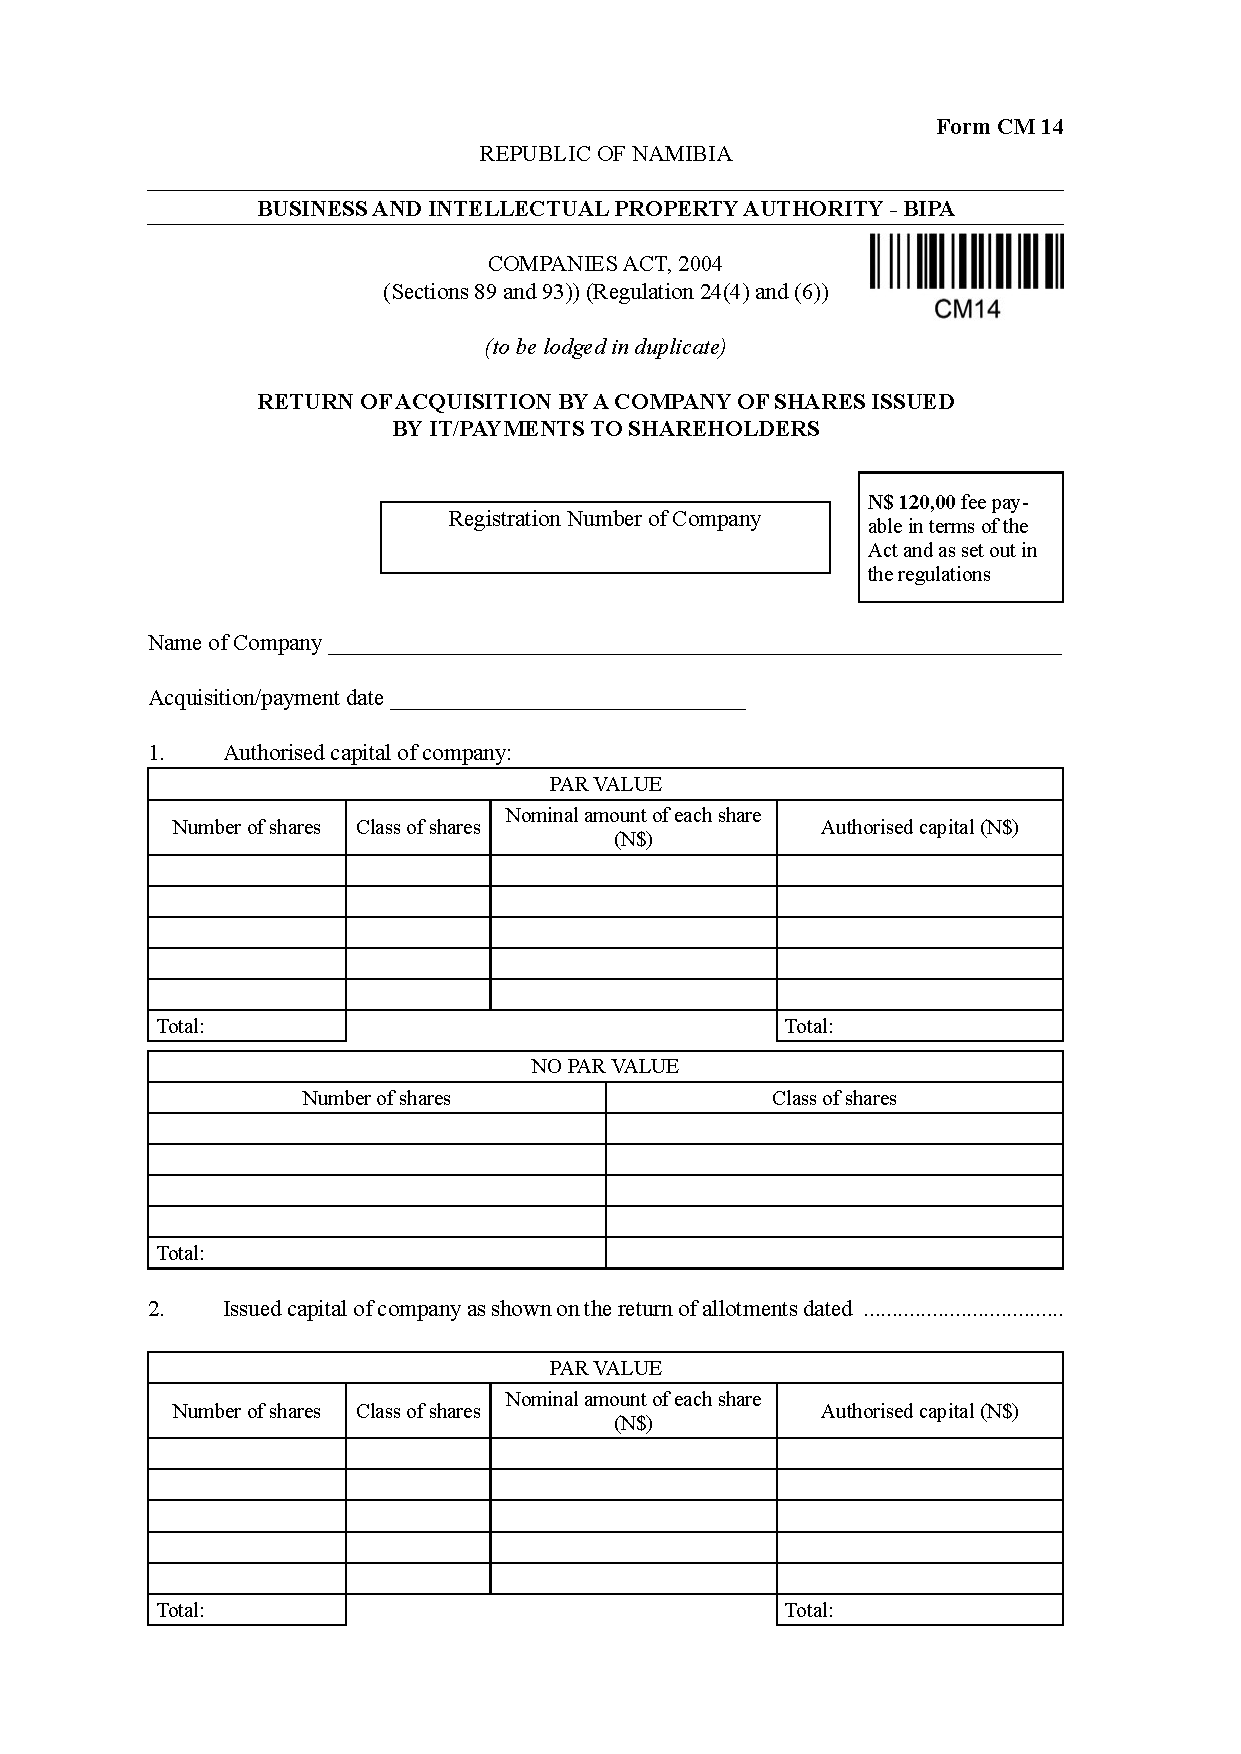 Form CM 14
REPUBLIC OF NAMIBIA
BUSINESS AND INTELLECTUAL PROPERTY AUTHORITY - BIPA
COMPANIES ACT, 2004
(Sections 89 and 93)) (Regulation 24(4) and (6))
CM14
(to be lodged in duplicate)
RETURN OF ACQUISITION BY A COMPANY OF SHARES ISSUED
BY IT/PAYMENTS TO SHAREHOLDERS
Registration Number of Company
N$ 120,00 fee pay-
able in terms of the
Act and as set out in
the regulations
Name of Company ____________________
Acquisition/payment date ____________________
1. Authorised capital of company:
PAR VALUE
Number of shares Class of shares Nominal amount of each share (N$) Authorised capital (N$)
Total: Total:
NO PAR VALUE
Number of shares Class of shares
Total:
2. Issued capital of company as shown on the return of allotments dated ...................................
PAR VALUE
Number of shares Class of shares Nominal amount of each share (N$) Authorised capital (N$)
Total: Total: